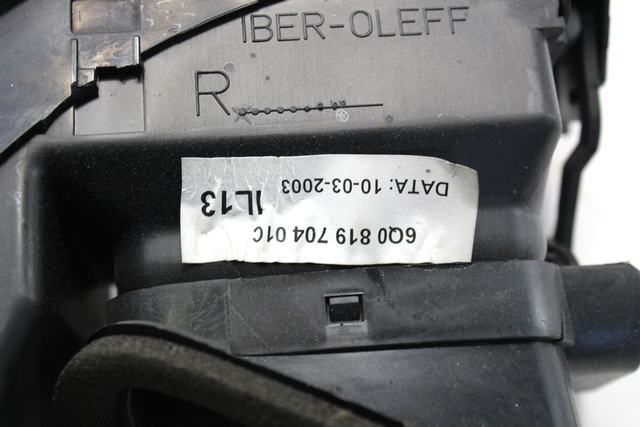 IBER-OLEFF
R
6Q0 819 704 01C
IL13
DATA: 10-03-2003